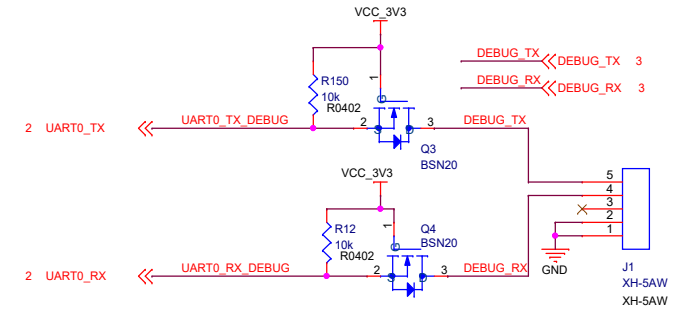 VCC_3V3
DEBUG_TX
DEBUG_TX 3
DEBUG_RX
DEBUG_RX 3
1
R150
10k
R0402
G
2 UART0_TX
UART0_TX_DEBUG
2
S
D
3
DEBUG_TX
Q3
BSN20
VCC_3V3
5
4
3
2
1
1
R12
10k
R0402
Q4
BSN20
G
2 UART0_RX
UART0_RX_DEBUG
2
S
D
3
DEBUG_RX
GND
J1
XH-5AW
XH-5AW